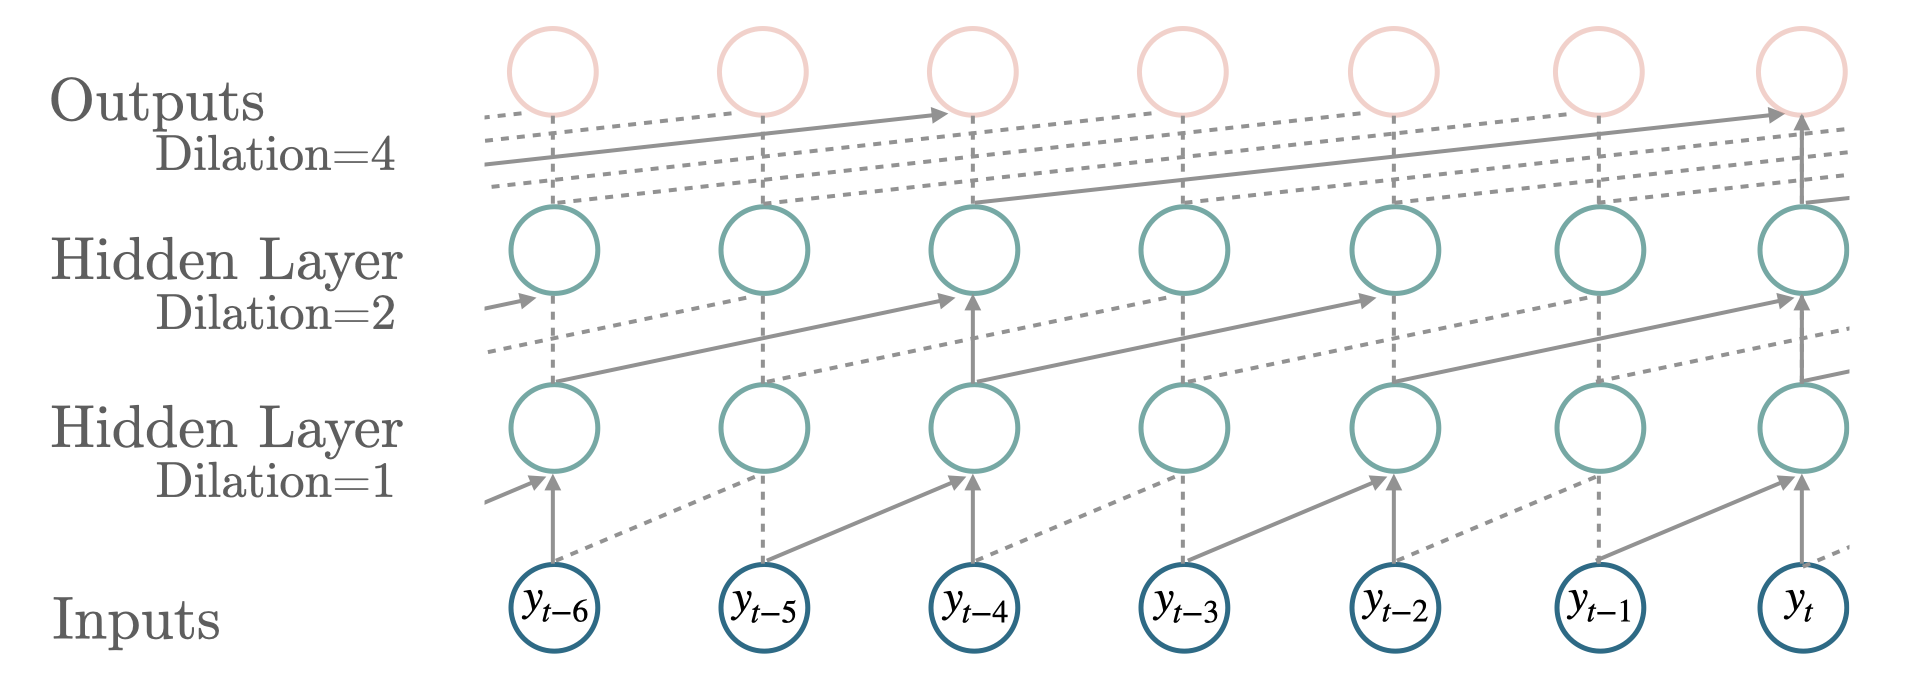 Outputs
Dilation=4
Hidden Layer
Dilation=2
Hidden Layer
Dilation=1
Inputs
y_{t−6} y_{t−5} y_{t−4} y_{t−3} y_{t−2} y_{t−1} y_t